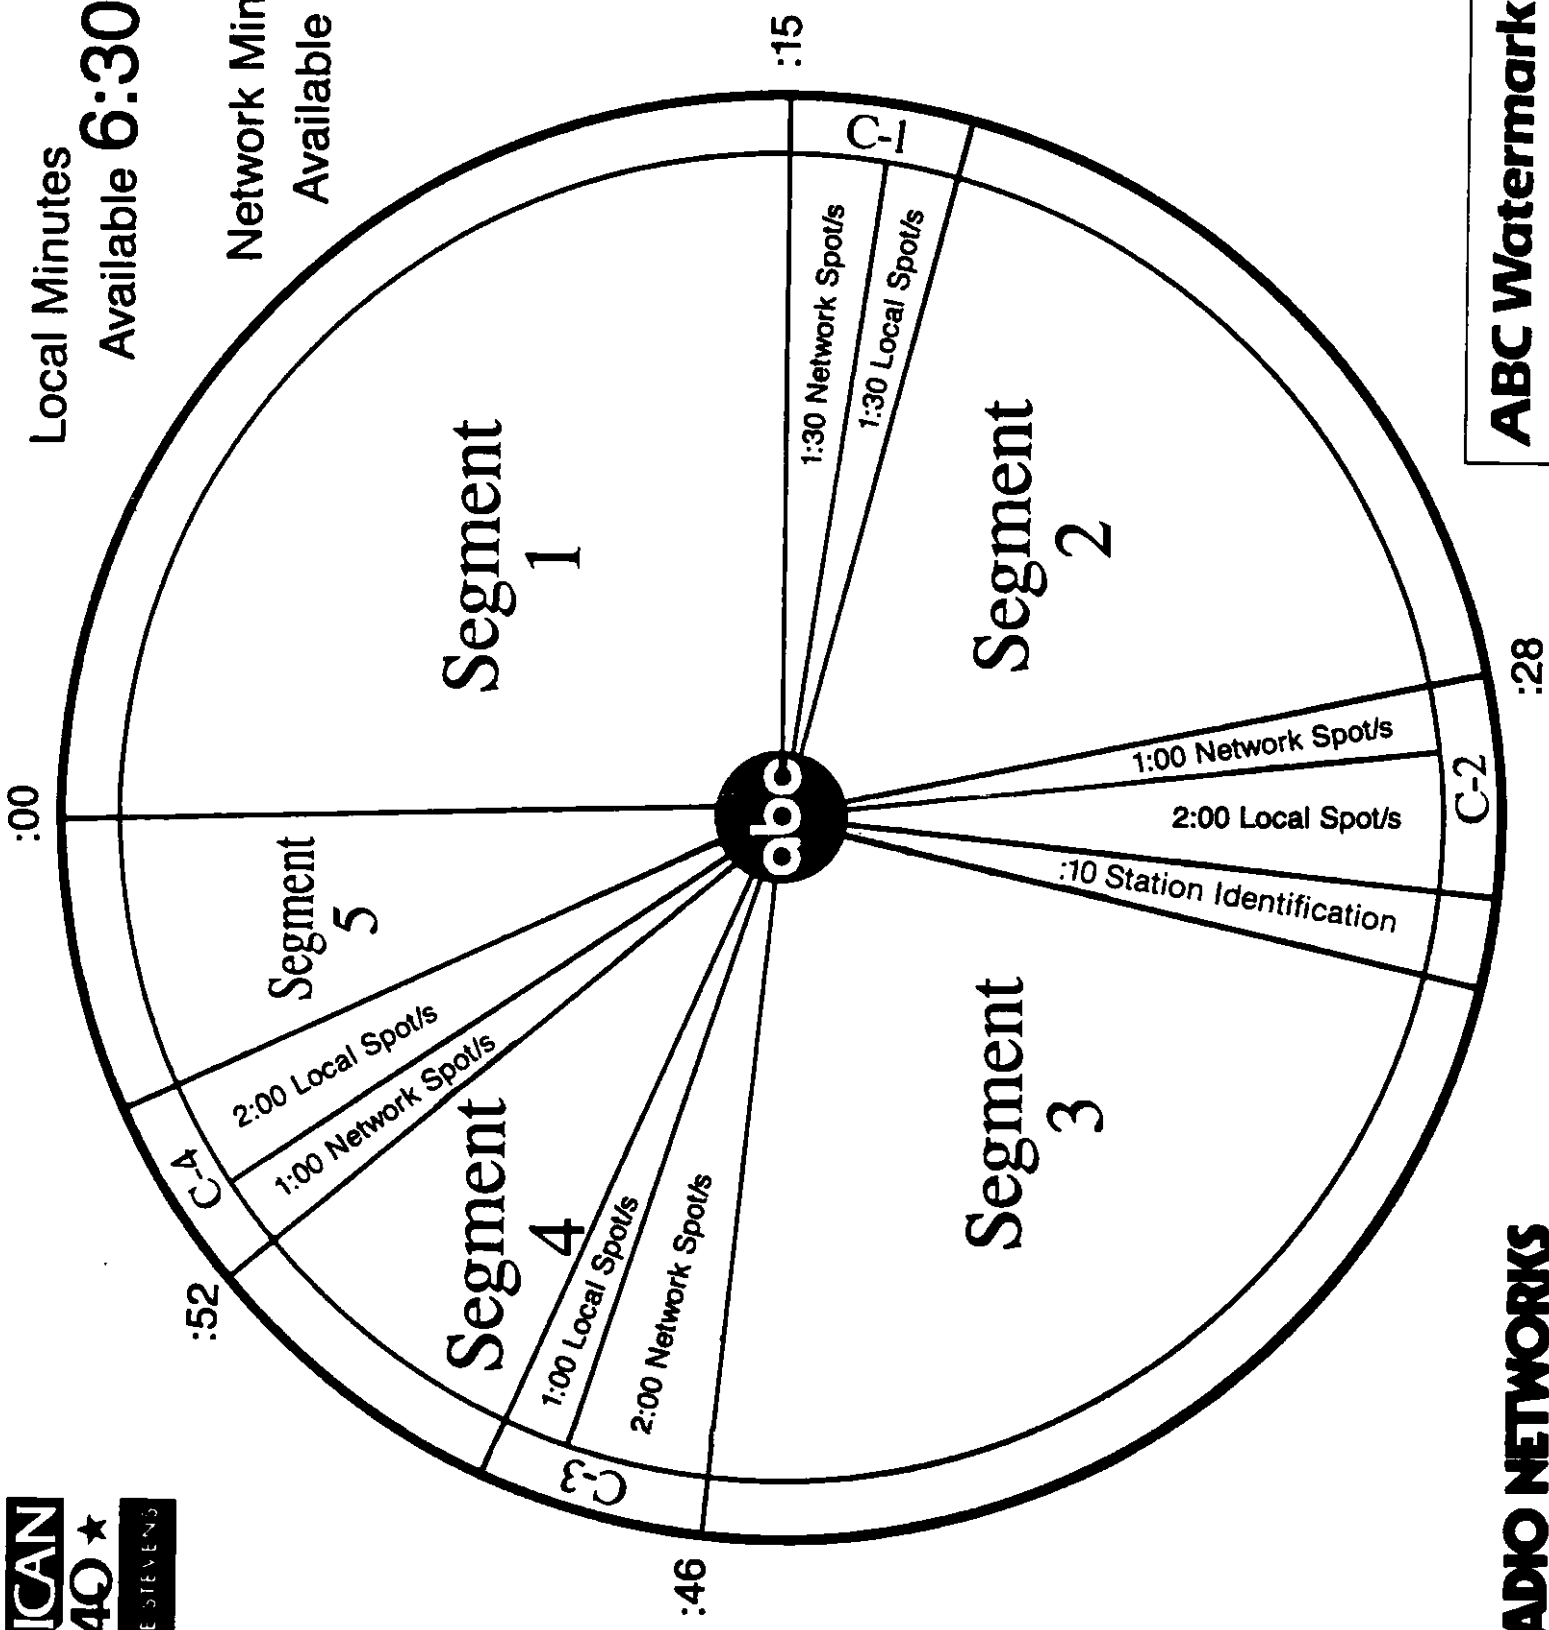 Local Minutes
Available 6:30
Network
Available
:00
:15
C-1
Segment
1
1:30 Network Spot/s
1:30 Local Spot/s
Segment
2
:28
C-2
1:00 Network Spot/s
2:00 Local Spot/s
:10 Station Identification
Segment
3
:46
C-3
2:00 Network Spot/s
1:00 Local Spot/s
Segment
4
:52
C-4
1:00 Network Spot/s
2:00 Local Spot/s
Segment
5
abc
40 ★
STEVENS
NETWORKS
ABC Watermark